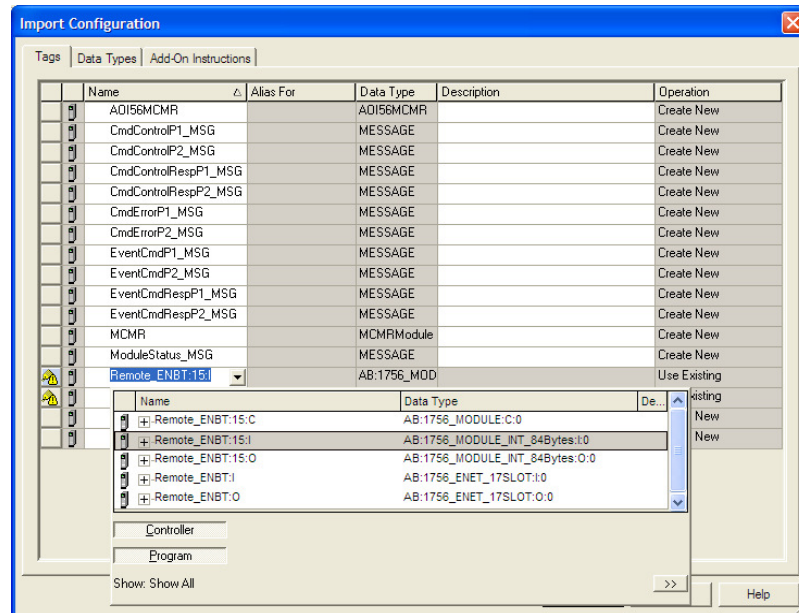 Import Configuration
Tags Data Types Add-On Instructions
Name Alias For Data Type Description Operation
AOI56MCMR AOI56MCMR Create New
CmdControlP1_MSG MESSAGE Create New
CmdControlP2_MSG MESSAGE Create New
CmdControlRespP1_MSG MESSAGE Create New
CmdControlRespP2_MSG MESSAGE Create New
CmdErrorP1_MSG MESSAGE Create New
CmdErrorP2_MSG MESSAGE Create New
EventCmdP1_MSG MESSAGE Create New
EventCmdP2_MSG MESSAGE Create New
EventCmdRespP1_MSG MESSAGE Create New
EventCmdRespP2_MSG MESSAGE Create New
MCMR MCMRModule Create New
ModuleStatus_MSG MESSAGE Create New
Remote_ENBT:15:I AB:1756_MOD Use Existing
Name Data Type De... xisting
Remote_ENBT:15:C AB:1756_MODULE:C:0 New
Remote_ENBT:15:I AB:1756_MODULE_INT_84Bytes:I:0 New
Remote_ENBT:15:O AB:1756_MODULE_INT_84Bytes:O:0
Remote_ENBT:I AB:1756_ENET_17SLOT:I:0
Remote_ENBT:O AB:1756_ENET_17SLOT:O:0
Controller
Program
Show: Show All >>
Help